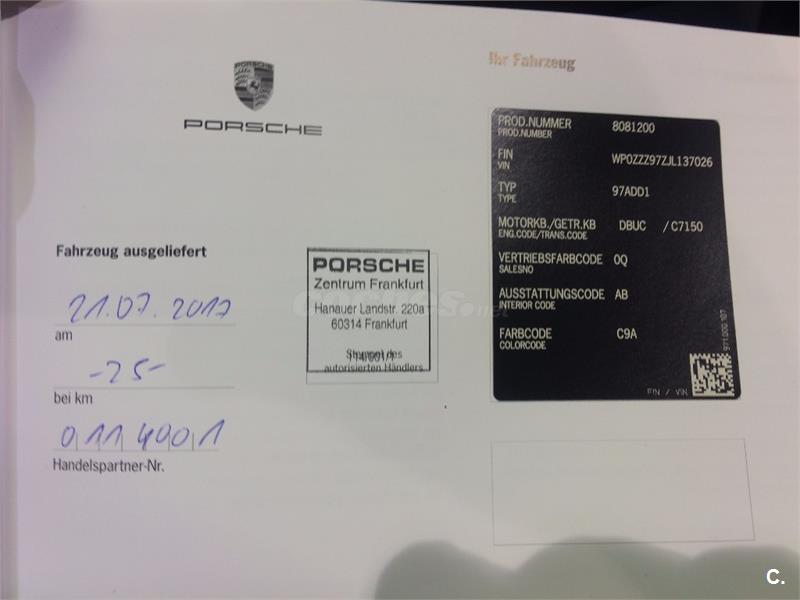 PORSCHE
PORSCHE
Fahrzeug ausgeliefert
21.07.2017
am
-25-
bei km
0114901
Handelspartner-Nr.
PORSCHE
Zentrum Frankfurt
Hanauer Landstr. 220a
60314 Frankfurt
Stempel des
autorisierten Händlers
Ihr Fahrzeug
PROD.NUMMER 8081200
PROD.NUMBER
FIN WP0ZZZ97ZJL137026
VIN
TYP 97ADD1
TYPE
MOTORKB./GETR.KB DBUC / C7150
ENG.CODE/TRANS.CODE
VERTRIEBSFARBCODE 0Q
SALESNO
AUSSTATTUNGSCODE AB
INTERIOR CODE
FARBCODE C9A
COLORCODE
FIN / VIN
C.